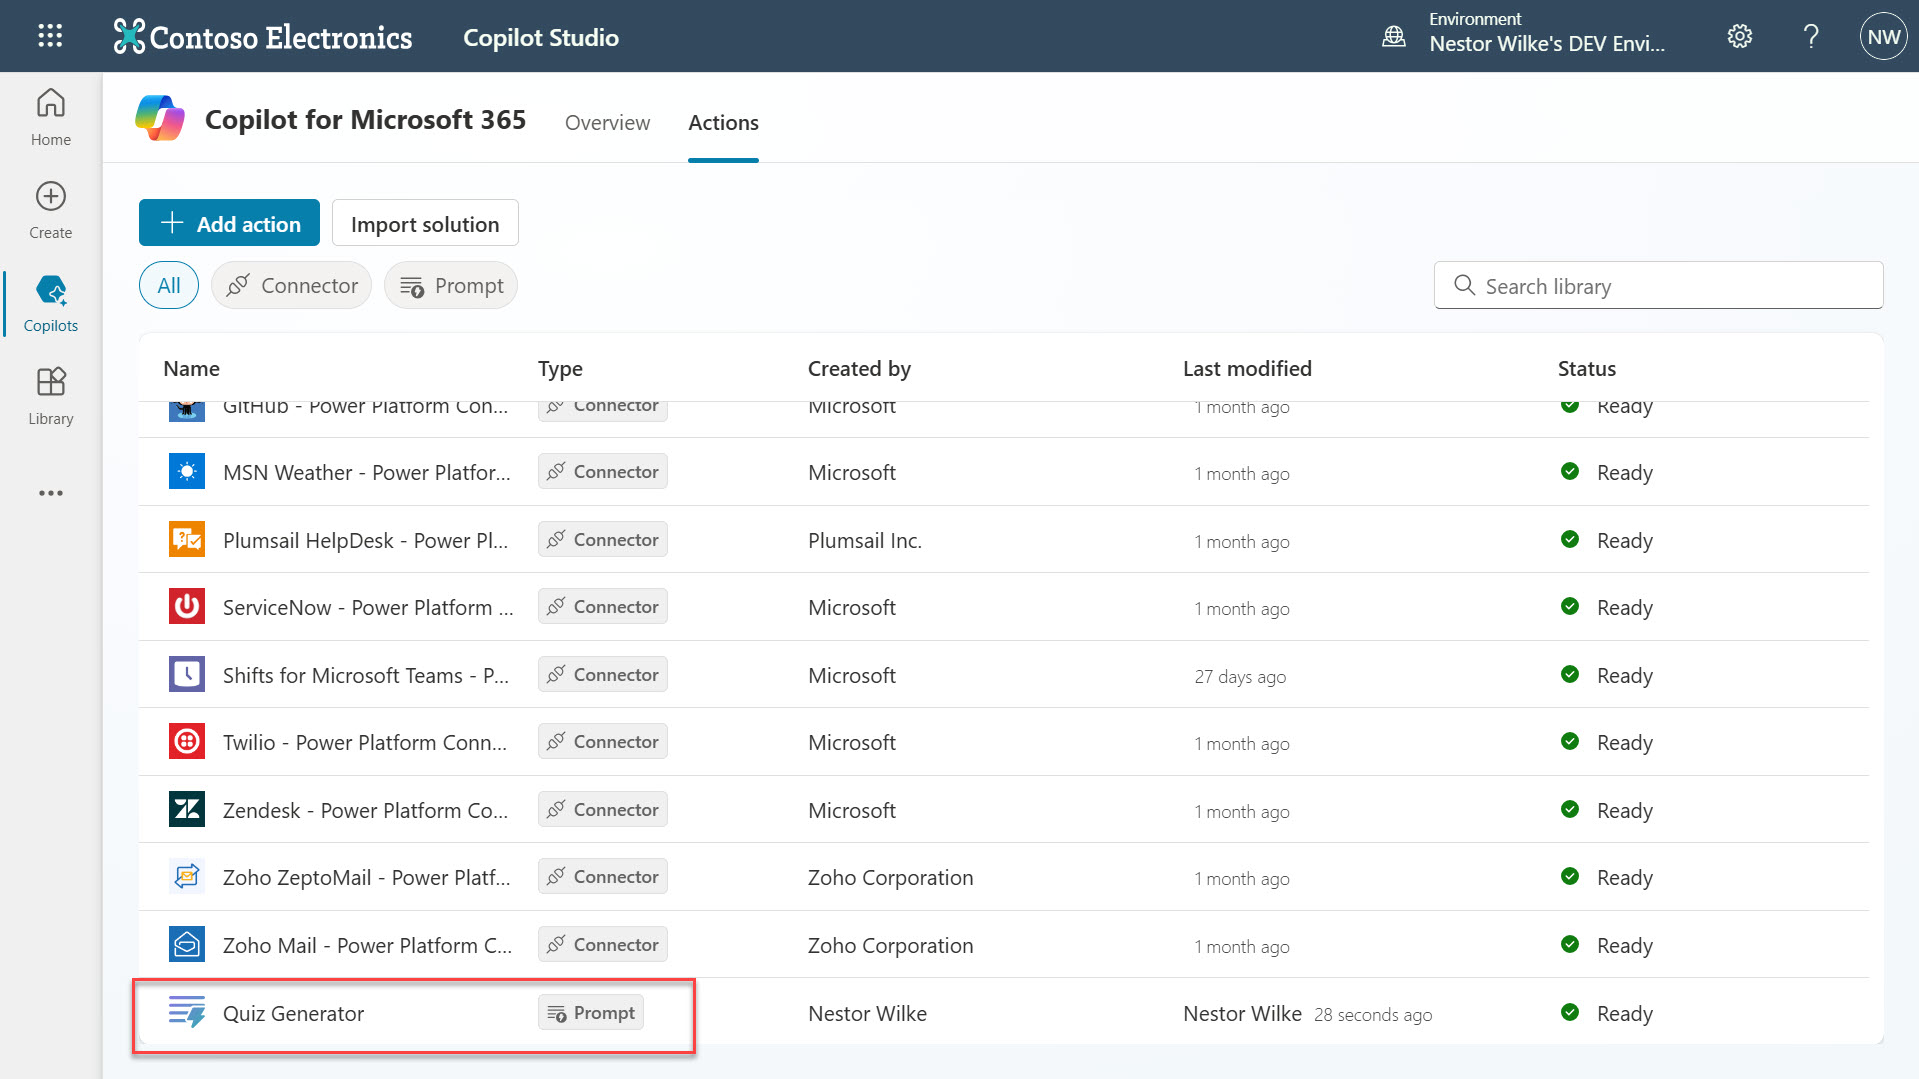 Contoso Electronics
Copilot Studio
Environment
Nestor Wilke's DEV Envi...
NW
Home
Create
Copilots
Library
Copilot for Microsoft 365
Overview
Actions
Add action
Import solution
All
Connector
Prompt
Search library
Name Type Created by Last modified Status
GitHub - Power Platform Con... Connector Microsoft 1 month ago Ready
MSN Weather - Power Platfor... Connector Microsoft 1 month ago Ready
Plumsail HelpDesk - Power Pl... Connector Plumsail Inc. 1 month ago Ready
ServiceNow - Power Platform ... Connector Microsoft 1 month ago Ready
Shifts for Microsoft Teams - P... Connector Microsoft 27 days ago Ready
Twilio - Power Platform Conn... Connector Microsoft 1 month ago Ready
Zendesk - Power Platform Co... Connector Microsoft 1 month ago Ready
Zoho ZeptoMail - Power Platf... Connector Zoho Corporation 1 month ago Ready
Zoho Mail - Power Platform C... Connector Zoho Corporation 1 month ago Ready
Quiz Generator Prompt Nestor Wilke Nestor Wilke 28 seconds ago Ready